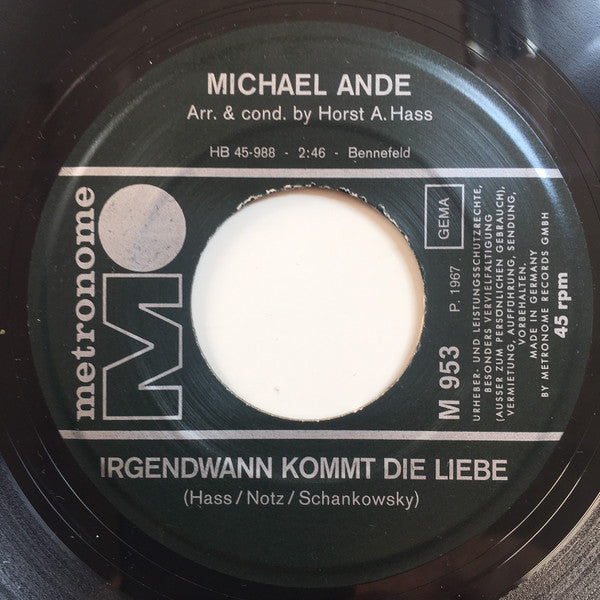 MICHAEL ANDE
Arr. & cond. by Horst A. Hass
HB 45-988 - 2:46 - Bennefeld
metronome
M
GEMA
P. 1967
M 953
URHEBER- UND LEISTUNGSSCHUTZRECHTE,
BESONDERS VERVIELFÄLTIGUNG
(AUSSER ZUM PERSÖNLICHEN GEBRAUCH),
VERMIETUNG, AUFFÜHRUNG, SENDUNG,
VORBEHALTEN.
MADE IN GERMANY
BY METRONOME RECORDS GMBH
45 rpm
IRGENDWANN KOMMT DIE LIEBE
(Hass/Notz/Schankowsky)